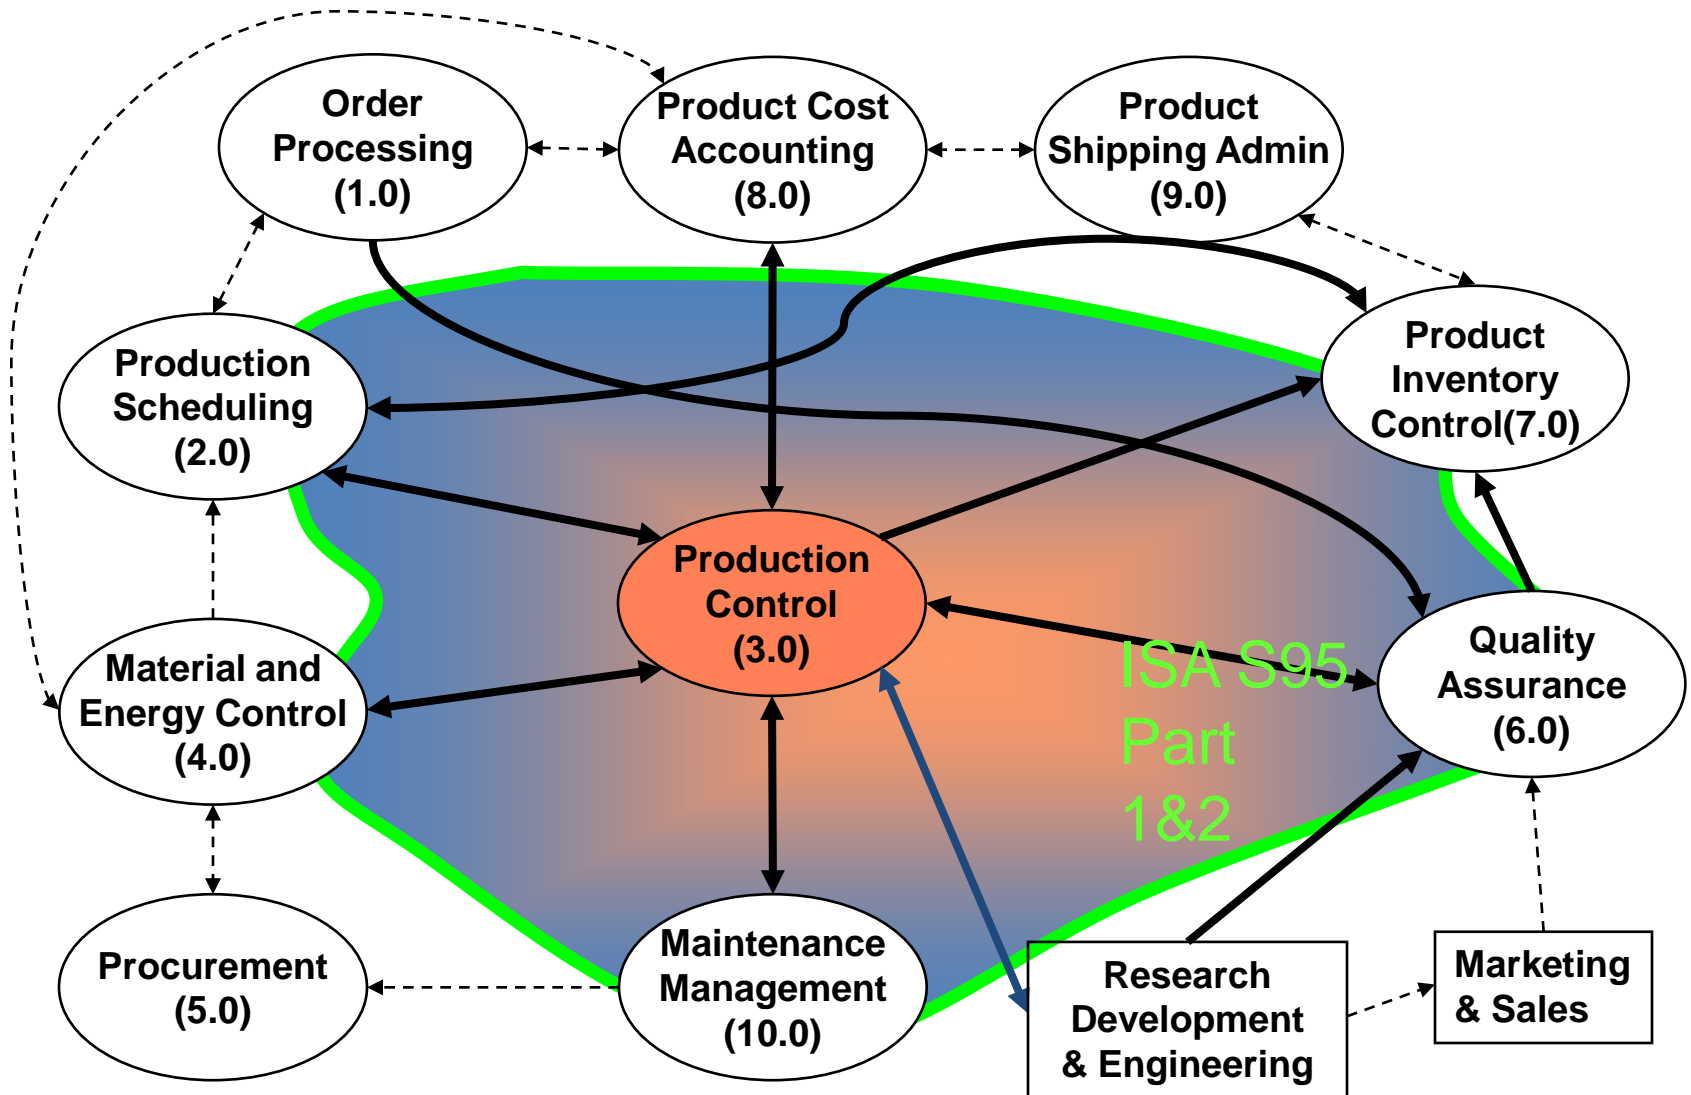 Order
Processing
(1.0)
Product Cost
Accounting
(8.0)
Product
Shipping Admin
(9.0)
Production
Scheduling
(2.0)
Product
Inventory
Control(7.0)
Production
Control
(3.0)
ISA S95
Part
1&2
Quality
Assurance
(6.0)
Material and
Energy Control
(4.0)
Procurement
(5.0)
Maintenance
Management
(10.0)
Research
Development
& Engineering
Marketing
& Sales